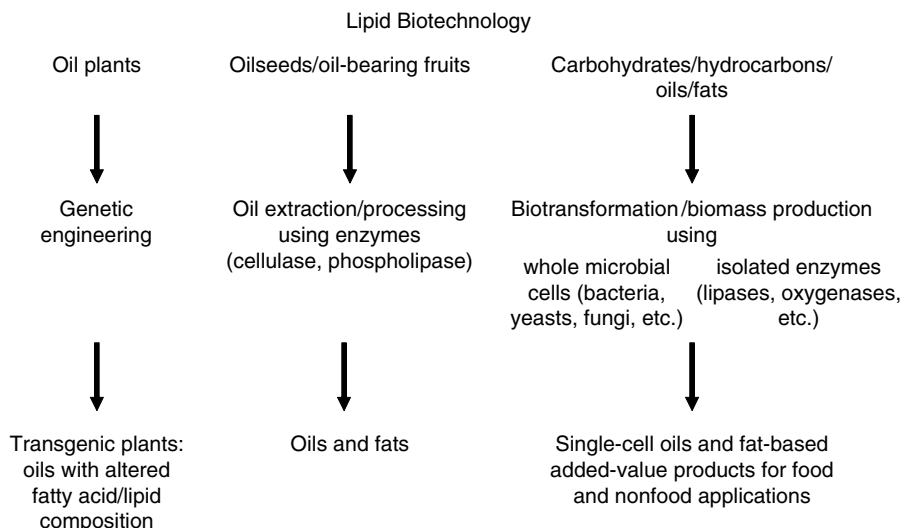 Lipid Biotechnology
Oil plants
Oilseeds/oil-bearing fruits
Carbohydrates/hydrocarbons/
oils/fats
Genetic
engineering
Oil extraction/processing
using enzymes
(cellulase, phospholipase)
Biotransformation/biomass production
using
whole microbial
cells (bacteria,
yeasts, fungi, etc.)
isolated enzymes
(lipases, oxygenases,
etc.)
Transgenic plants:
oils with altered
fatty acid/lipid
composition
Oils and fats
Single-cell oils and fat-based
added-value products for food
and nonfood applications